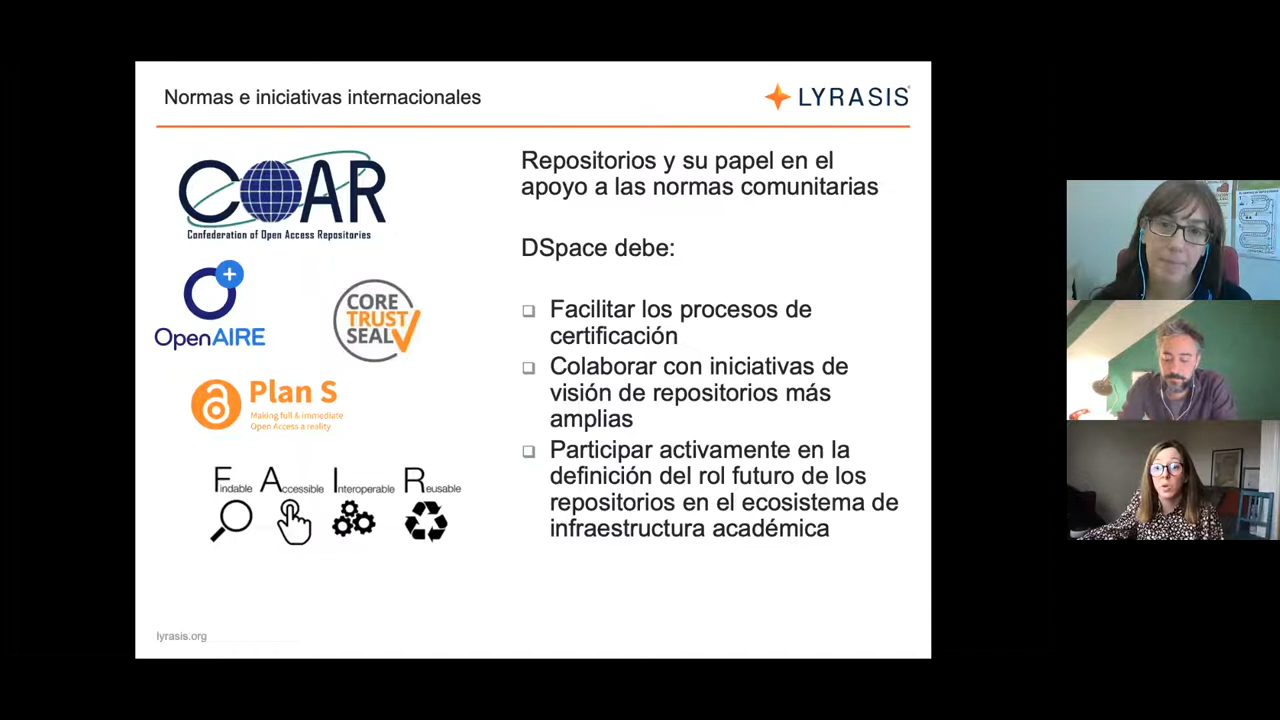 Normas e iniciativas internacionales
LYRASIS
COAR
Confederation of Open Access Repositories
OpenAIRE
CORE
TRUST
SEAL
Plan S
Making full & immediate
Open Access a reality
Findable Accessible Interoperable Reusable
Repositorios y su papel en el
apoyo a las normas comunitarias
DSpace debe:
Facilitar los procesos de
certificación
Colaborar con iniciativas de
visión de repositorios más
amplias
Participar activamente en la
definición del rol futuro de los
repositorios en el ecosistema de
infraestructura académica
lyrasis.org